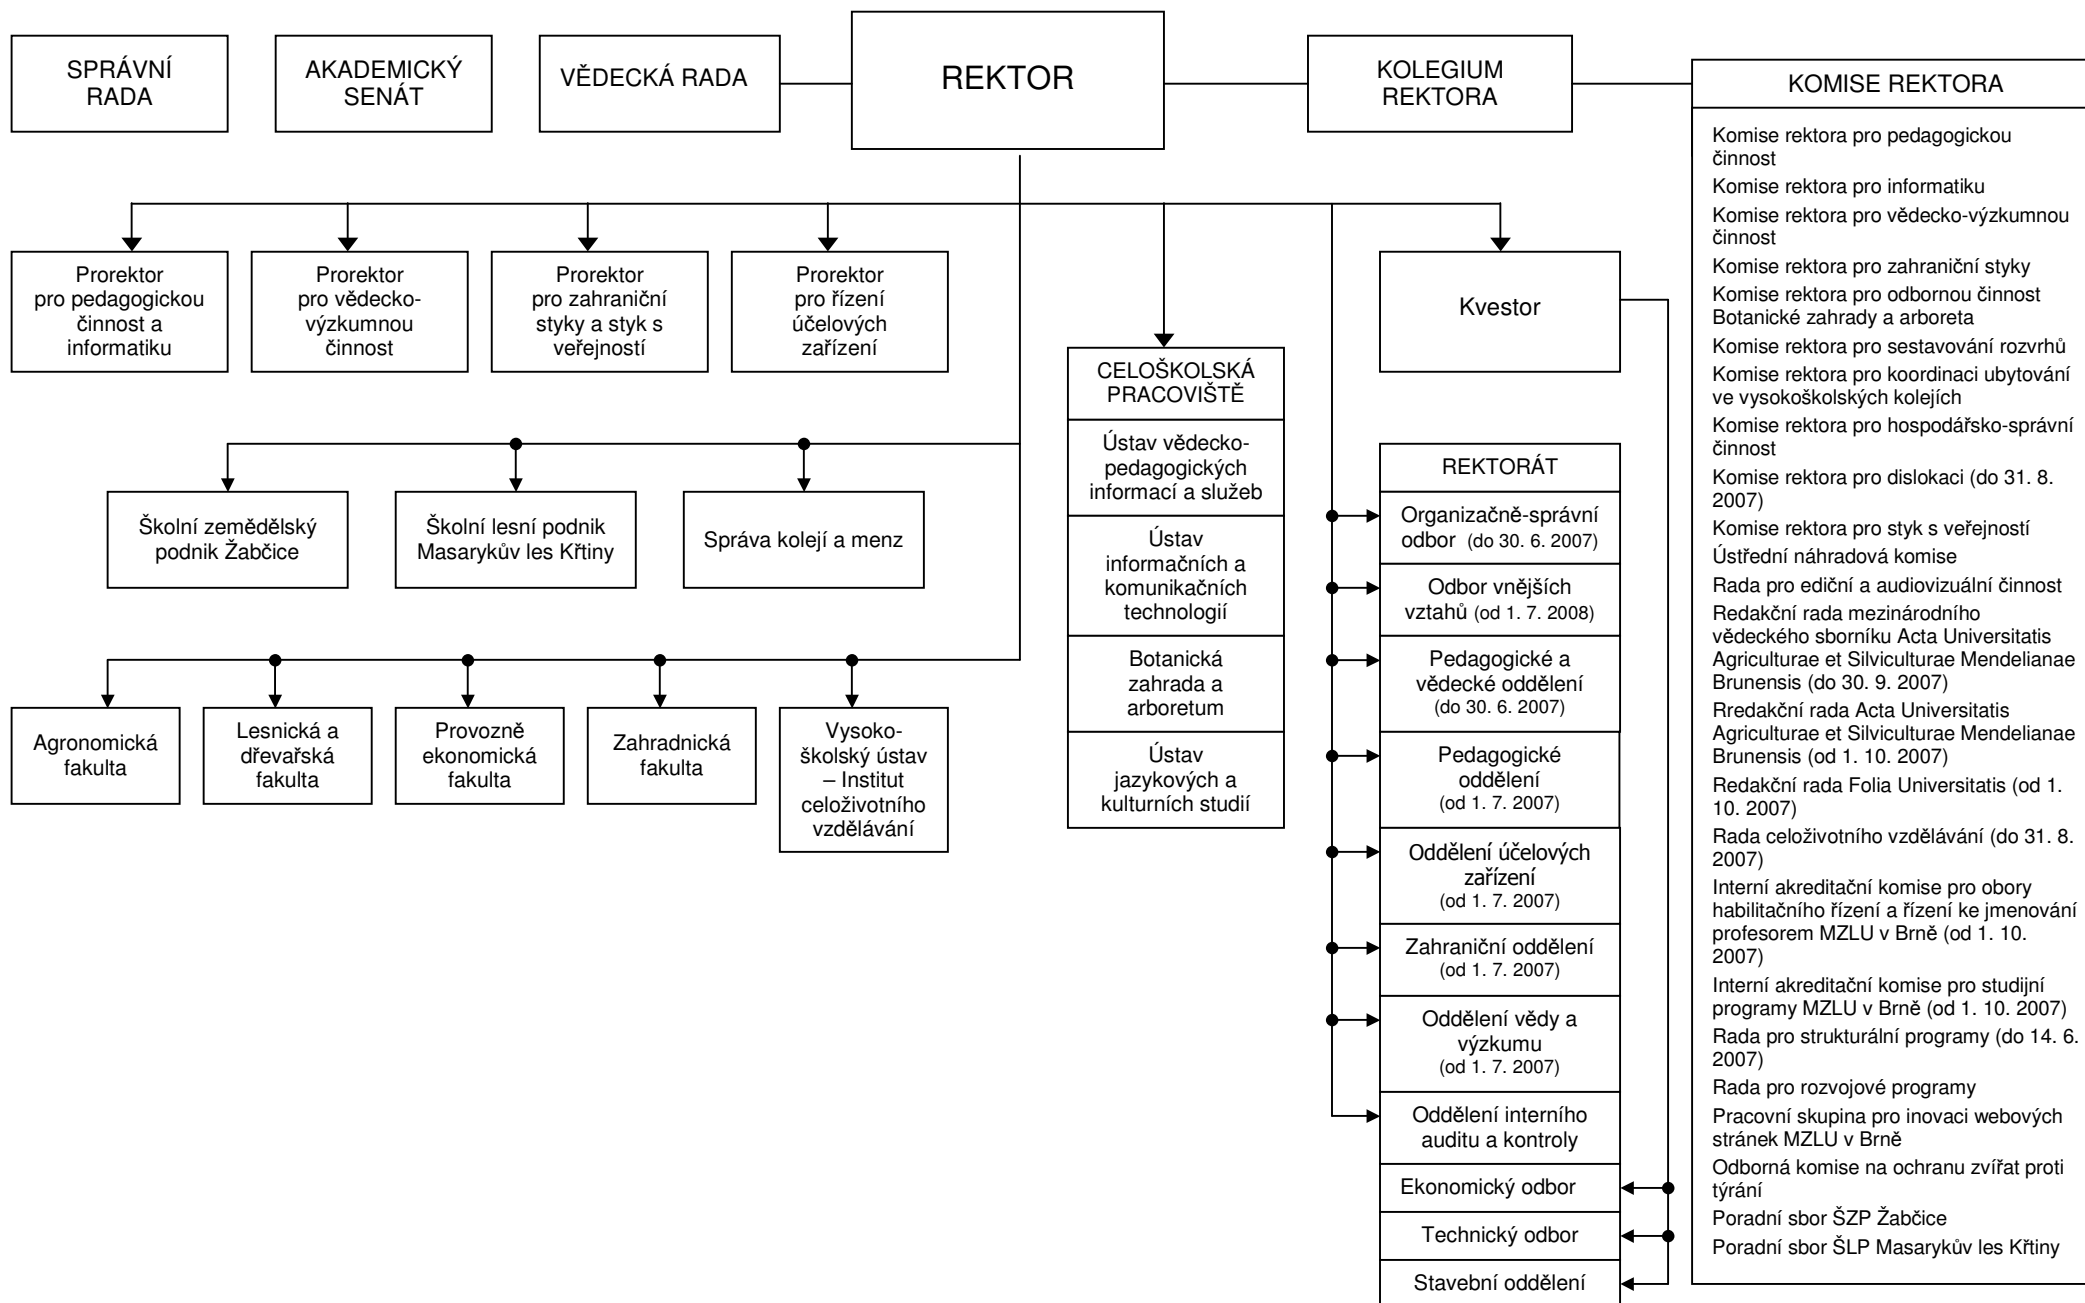 SPRÁVNÍ
RADA
AKADEMICKÝ
SENÁT
VĚDECKÁ RADA
REKTOR
KOLEGIUM
REKTORA
KOMISE REKTORA
Komise rektora pro pedagogickou
činnost
Komise rektora pro informatiku
Komise rektora pro vědecko-výzkumnou
činnost
Komise rektora pro zahraniční styky
Komise rektora pro odbornou činnost
Botanické zahrady a arboreta
Komise rektora pro sestavování rozvrhů
Komise rektora pro koordinaci ubytování
ve vysokoškolských kolejích
Komise rektora pro hospodářsko-správní
činnost
Komise rektora pro dislokaci (do 31. 8.
2007)
Komise rektora pro styk s veřejností
Ústřední náhradová komise
Rada pro ediční a audiovizuální činnost
Redakční rada mezinárodního
vědeckého sborníku Acta Universitatis
Agriculturae et Silviculturae Mendelianae
Brunensis (do 30. 9. 2007)
Rredakční rada Acta Universitatis
Agriculturae et Silviculturae Mendelianae
Brunensis (od 1. 10. 2007)
Redakční rada Folia Universitatis (od 1.
10. 2007)
Rada celoživotního vzdělávání (do 31. 8.
2007)
Interní akreditační komise pro obory
habilitačního řízení a řízení ke jmenování
profesorem MZLU v Brně (od 1. 10.
2007)
Interní akreditační komise pro studijní
programy MZLU v Brně (od 1. 10. 2007)
Rada pro strukturální programy (do 14. 6.
2007)
Rada pro rozvojové programy
Pracovní skupina pro inovaci webových
stránek MZLU v Brně
Odborná komise na ochranu zvířat proti
týrání
Poradní sbor ŠZP Žabčice
Poradní sbor ŠLP Masarykův les Křtiny
Prorektor
pro pedagogickou
činnost a
informatiku
Prorektor
pro vědecko-
výzkumnou
činnost
Prorektor
pro zahraniční
styky a styk s
veřejností
Prorektor
pro řízení
účelových
zařízení
Kvestor
Školní zemědělský
podnik Žabčice
Školní lesní podnik
Masarykův les Křtiny
Správa kolejí a menz
Agronomická
fakulta
Lesnická a
dřevařská
fakulta
Provozně
ekonomická
fakulta
Zahradnická
fakulta
Vysoko-
školský ústav
– Institut
celoživotního
vzdělávání
CELOŠKOLSKÁ
PRACOVIŠTĚ
Ústav vědecko-
pedagogických
informací a služeb
Ústav
informačních a
komunikačních
technologií
Botanická
zahrada a
arboretum
Ústav
jazykových a
kulturních studií
REKTORÁT
Organizačně-správní
odbor (do 30. 6. 2007)
Odbor vnějších
vztahů (od 1. 7. 2008)
Pedagogické a
vědecké oddělení
(do 30. 6. 2007)
Pedagogické
oddělení
(od 1. 7. 2007)
Oddělení účelových
zařízení
(od 1. 7. 2007)
Zahraniční oddělení
(od 1. 7. 2007)
Oddělení vědy a
výzkumu
(od 1. 7. 2007)
Oddělení interního
auditu a kontroly
Ekonomický odbor
Technický odbor
Stavební oddělení